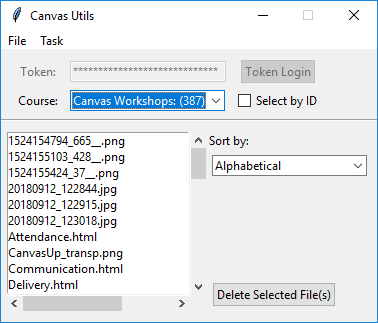 Canvas Utils
File Task
Token: ***************************** Token Login
Course: Canvas Workshops: (387) Select by ID
Sort by:
Alphabetical
1524154794_665__.png
1524155103_428__.png
1524155424_37__.png
20180912_122844.jpg
20180912_122915.jpg
20180912_123018.jpg
Attendance.html
CanvasUp_transp.png
Communication.html
Delivery.html
Delete Selected File(s)